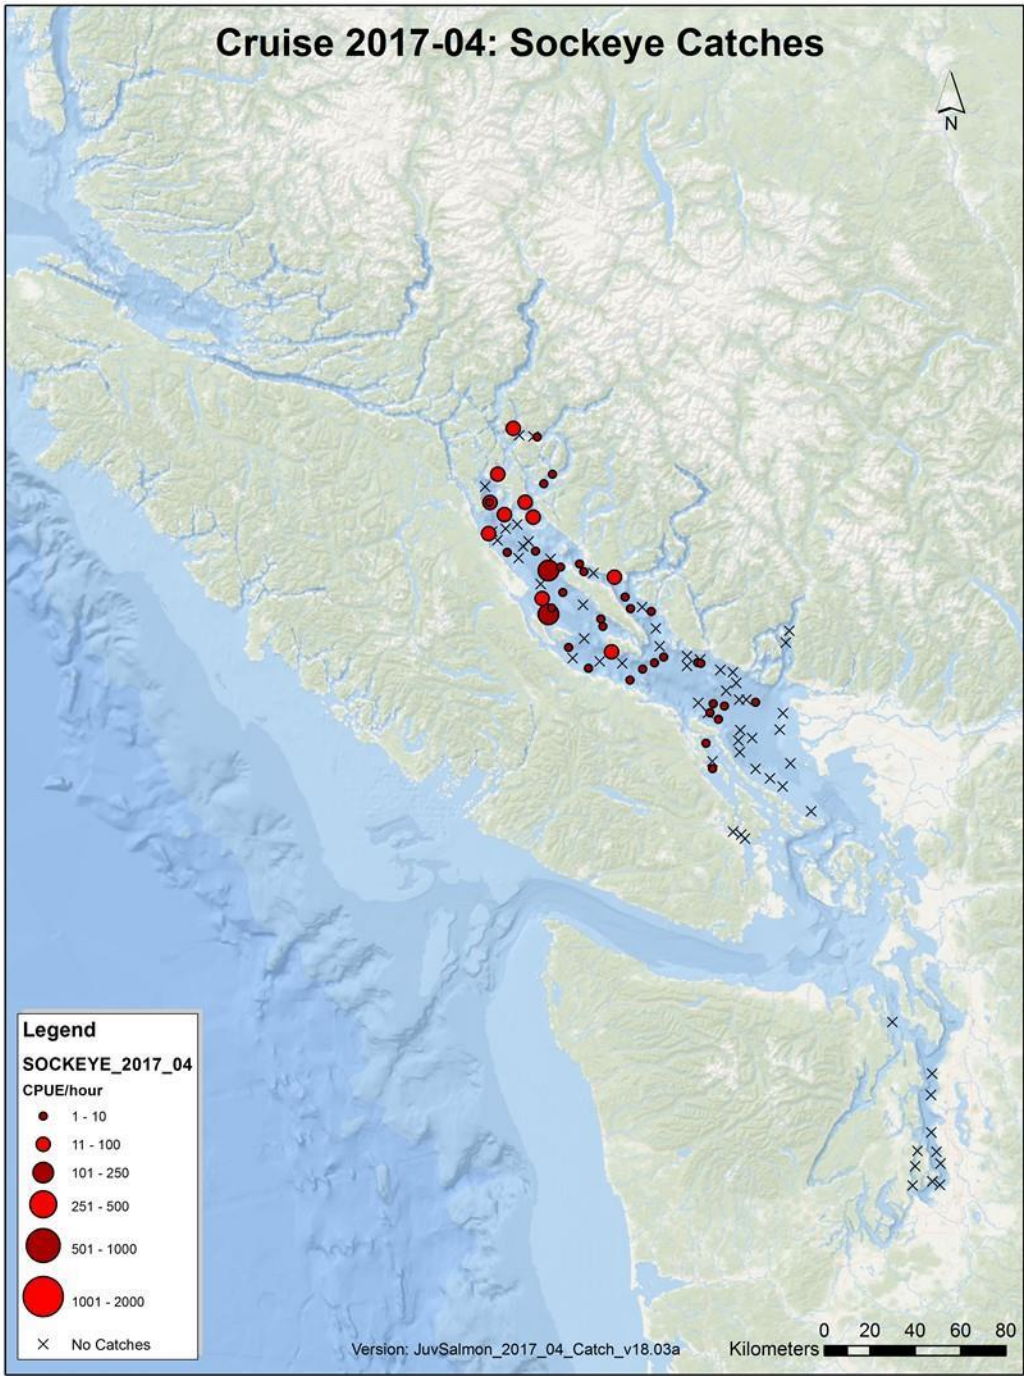 Cruise 2017-04: Sockeye Catches
N
Legend
SOCKEYE_2017_04
CPUE/hour
1 - 10
11 - 100
101 - 250
251 - 500
501 - 1000
1001 - 2000
No Catches
Version: JuvSalmon_2017_04_Catch_v18.03a
0 20 40 60 80
Kilometers